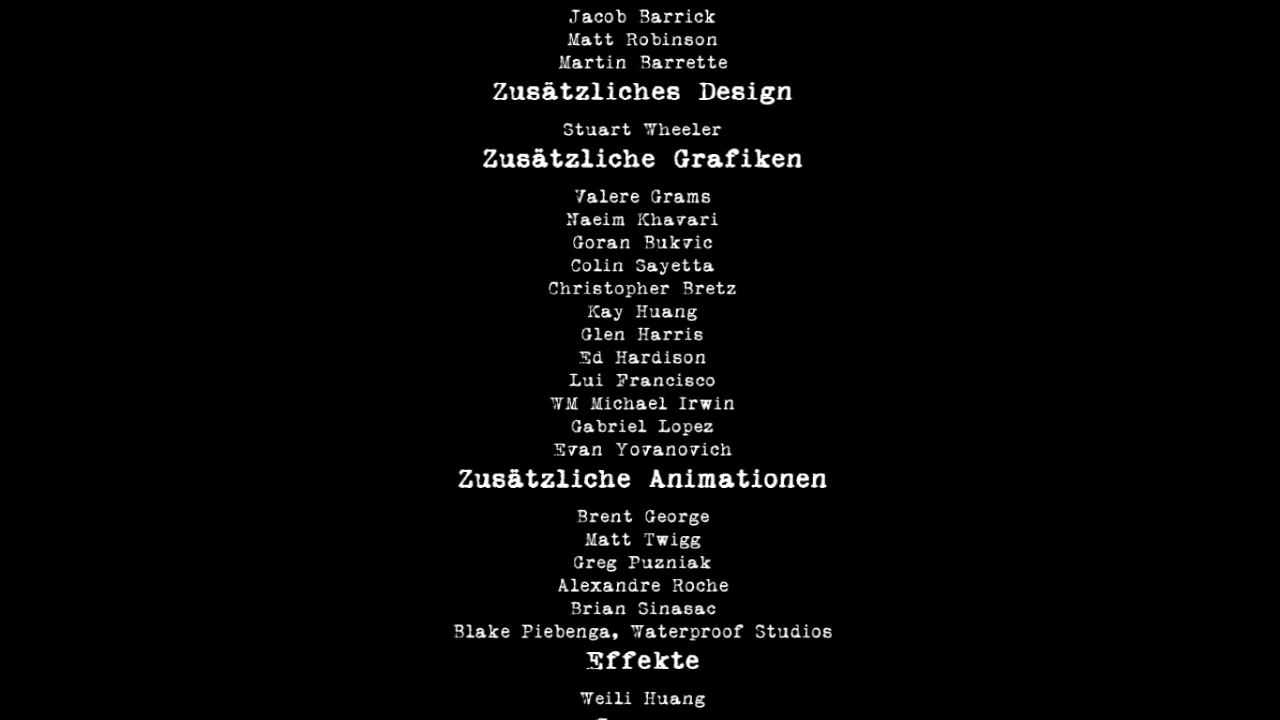 Jacob Barrick
Matt Robinson
Martin Barrette
Zusätzliches Design
Stuart Wheeler
Zusätzliche Grafiken
Valere Grams
Naeim Khavari
Goran Bukvic
Colin Sayetta
Christopher Bretz
Kay Huang
Glen Harris
Ed Hardison
Lui Francisco
WM Michael Irwin
Gabriel Lopez
Evan Yovanovich
Zusätzliche Animationen
Brent George
Matt Twigg
Greg Puzniak
Alexandre Roche
Brian Sinasac
Blake Piebenga, Waterproof Studios
Effekte
Weili Huang